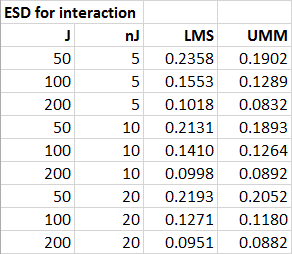 ESD for interaction
J nJ LMS UMM
50 5 0.2358 0.1902
100 5 0.1553 0.1289
200 5 0.1018 0.0832
50 10 0.2131 0.1893
100 10 0.1410 0.1264
200 10 0.0998 0.0892
50 20 0.2193 0.2052
100 20 0.1271 0.1180
200 20 0.0951 0.0882